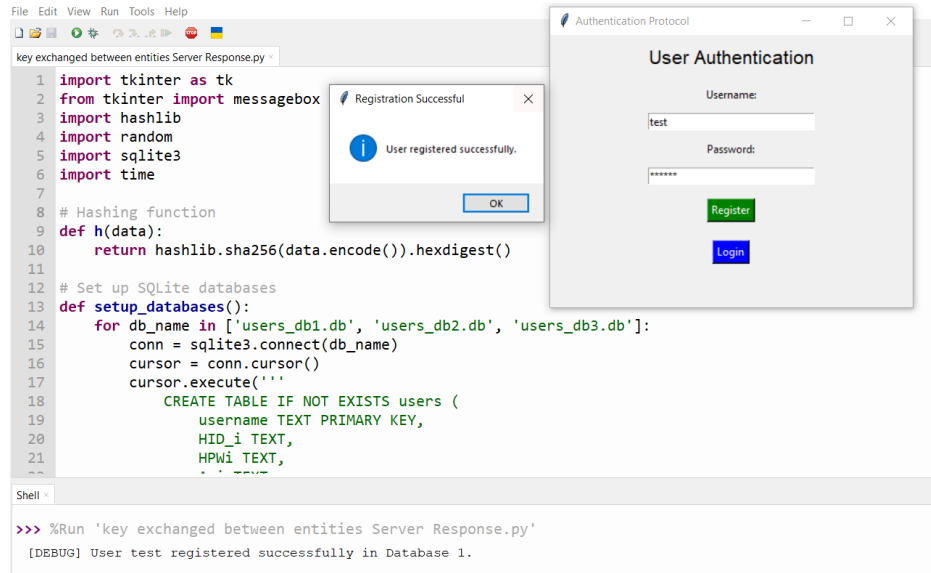 File Edit View Run Tools Help
key exchanged between entities Server Response.py ×
1 import tkinter as tk
2 from tkinter import messagebox
3 import hashlib
4 import random
5 import sqlite3
6 import time
7
8 # Hashing function
9 def h(data):
10 return hashlib.sha256(data.encode()).hexdigest()
11
12 # Set up SQLite databases
13 def setup_databases():
14 for db_name in ['users_db1.db', 'users_db2.db', 'users_db3.db']:
15 conn = sqlite3.connect(db_name)
16 cursor = conn.cursor()
17 cursor.execute('''
18 CREATE TABLE IF NOT EXISTS users (
19 username TEXT PRIMARY KEY,
20 HID_i TEXT,
21 HPWi TEXT,
Registration Successful
User registered successfully.
OK
Authentication Protocol
User Authentication
Username:
test
Password:
******
Register
Login
Shell ×
>>> %Run 'key exchanged between entities Server Response.py'
[DEBUG] User test registered successfully in Database 1.